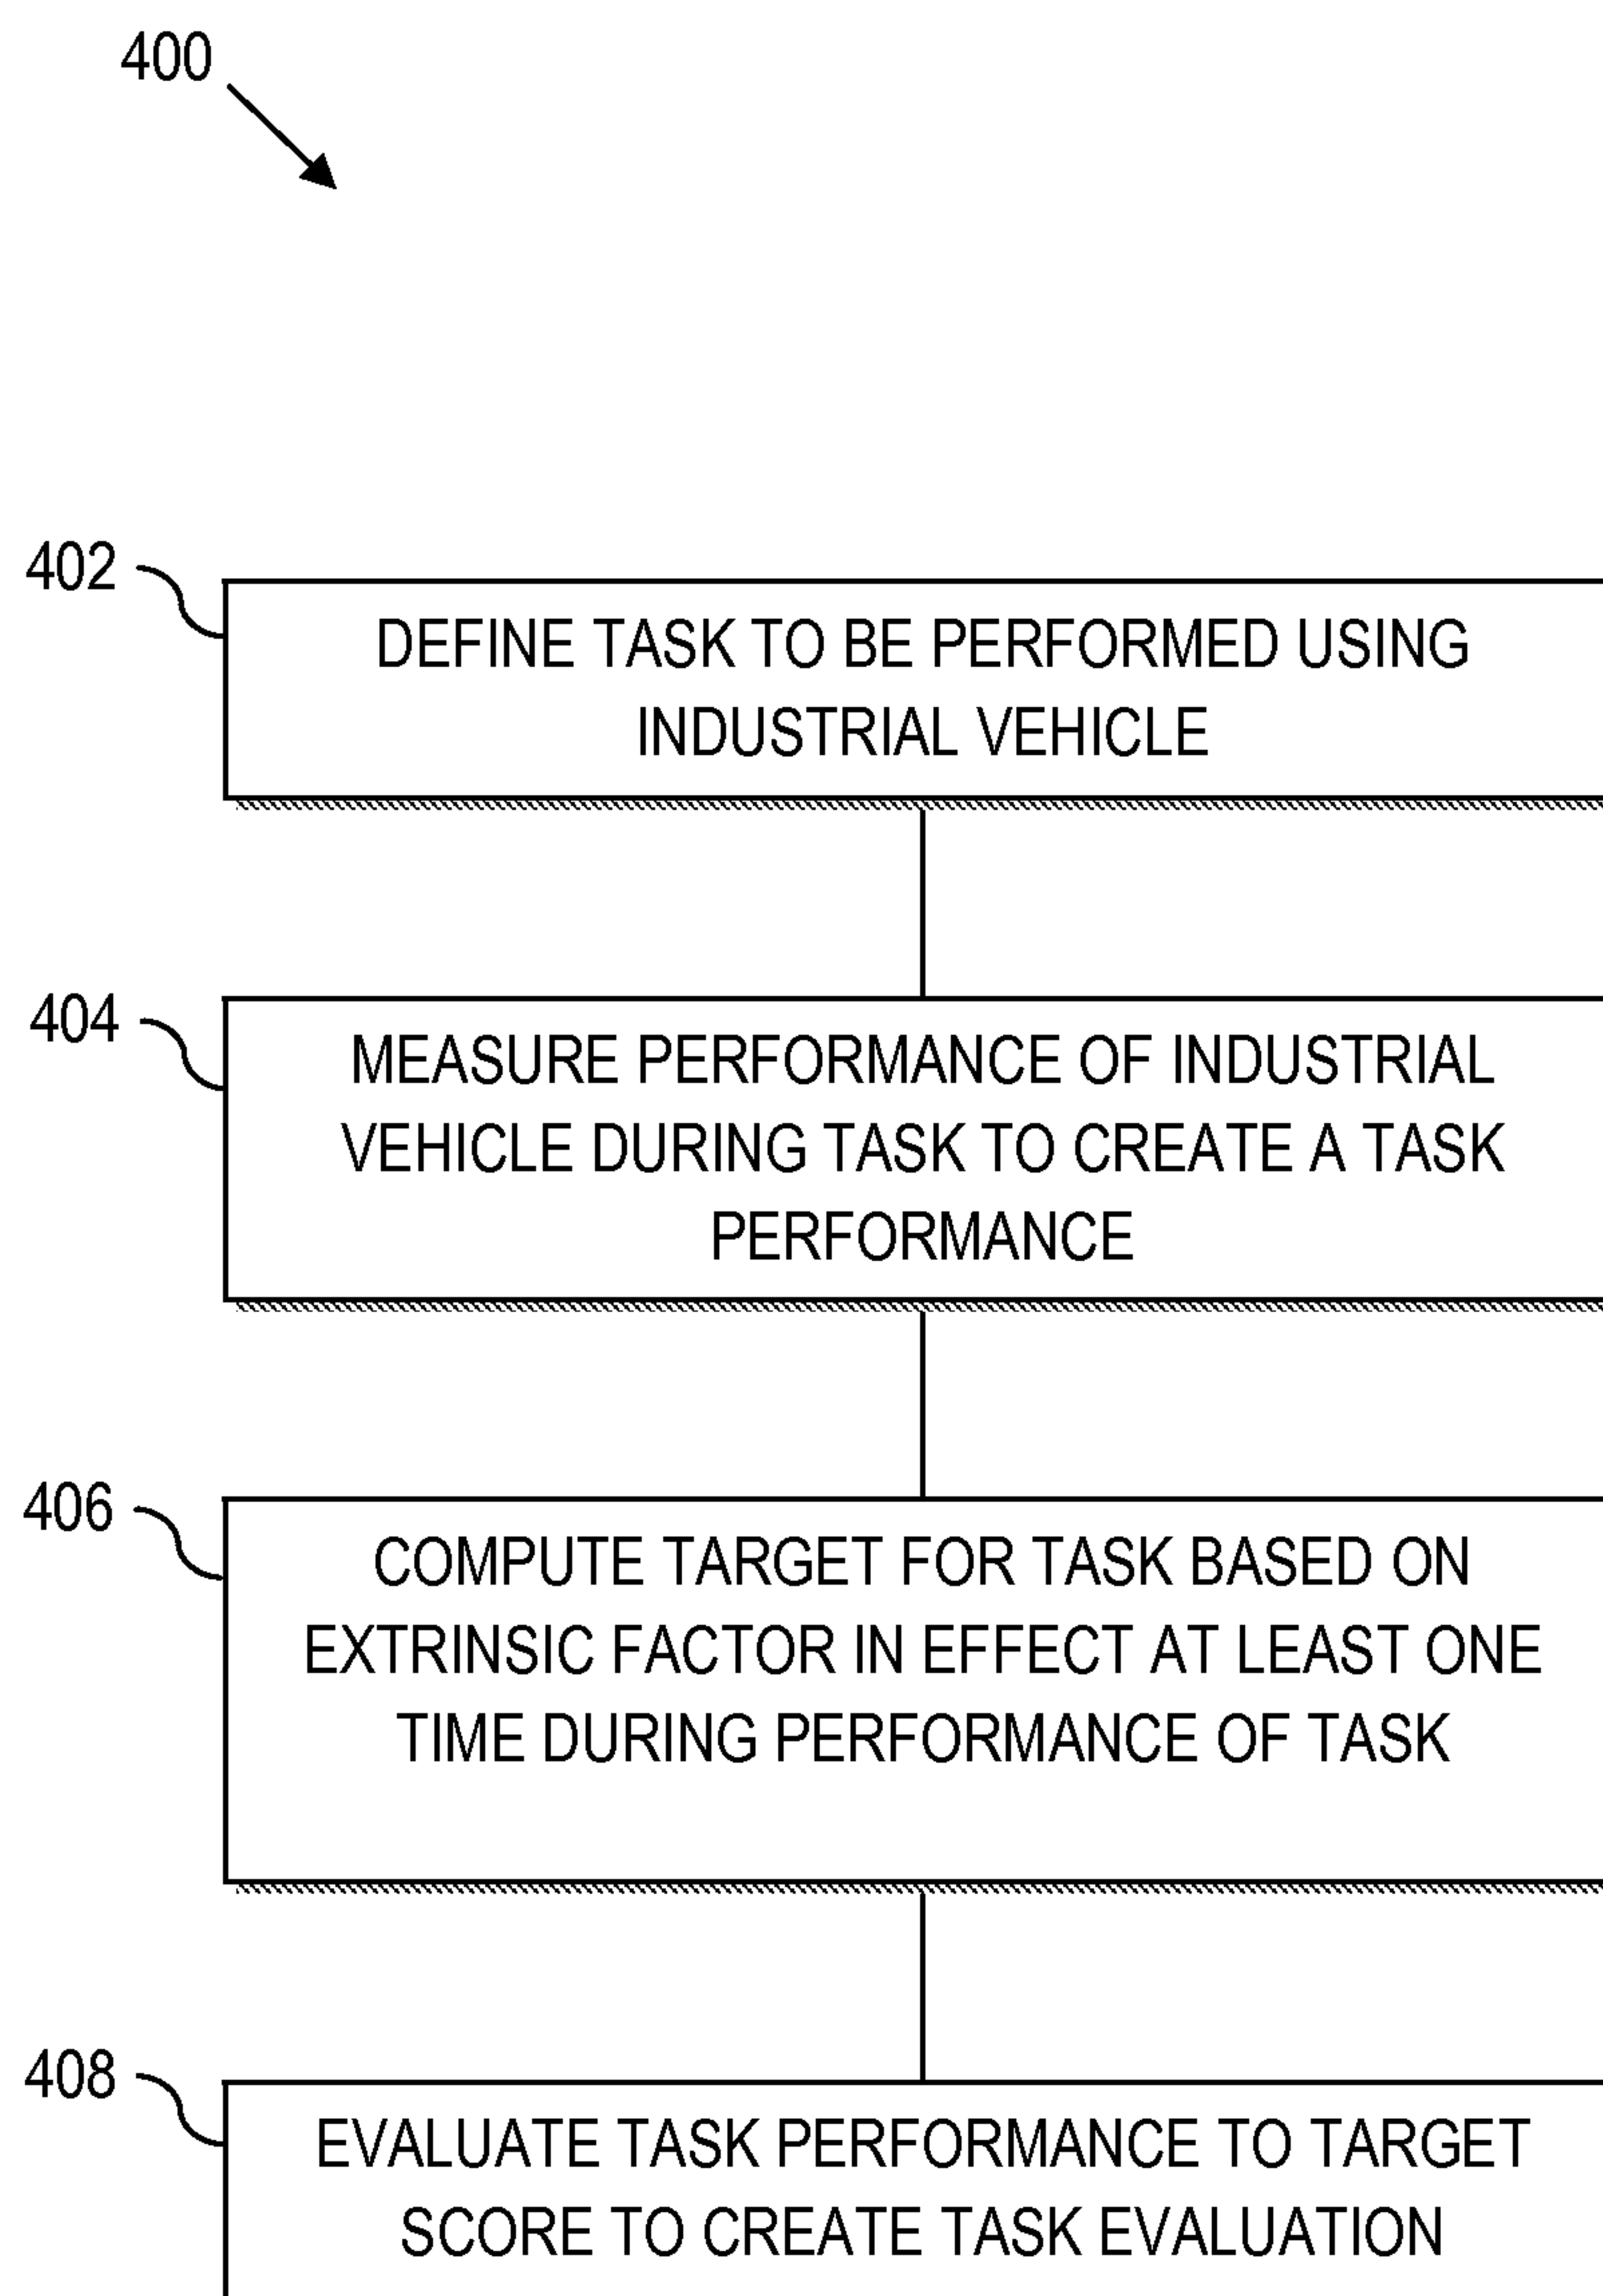 400
402
DEFINE TASK TO BE PERFORMED USING
INDUSTRIAL VEHICLE
404
MEASURE PERFORMANCE OF INDUSTRIAL
VEHICLE DURING TASK TO CREATE A TASK
PERFORMANCE
406
COMPUTE TARGET FOR TASK BASED ON
EXTRINSIC FACTOR IN EFFECT AT LEAST ONE
TIME DURING PERFORMANCE OF TASK
408
EVALUATE TASK PERFORMANCE TO TARGET
SCORE TO CREATE TASK EVALUATION